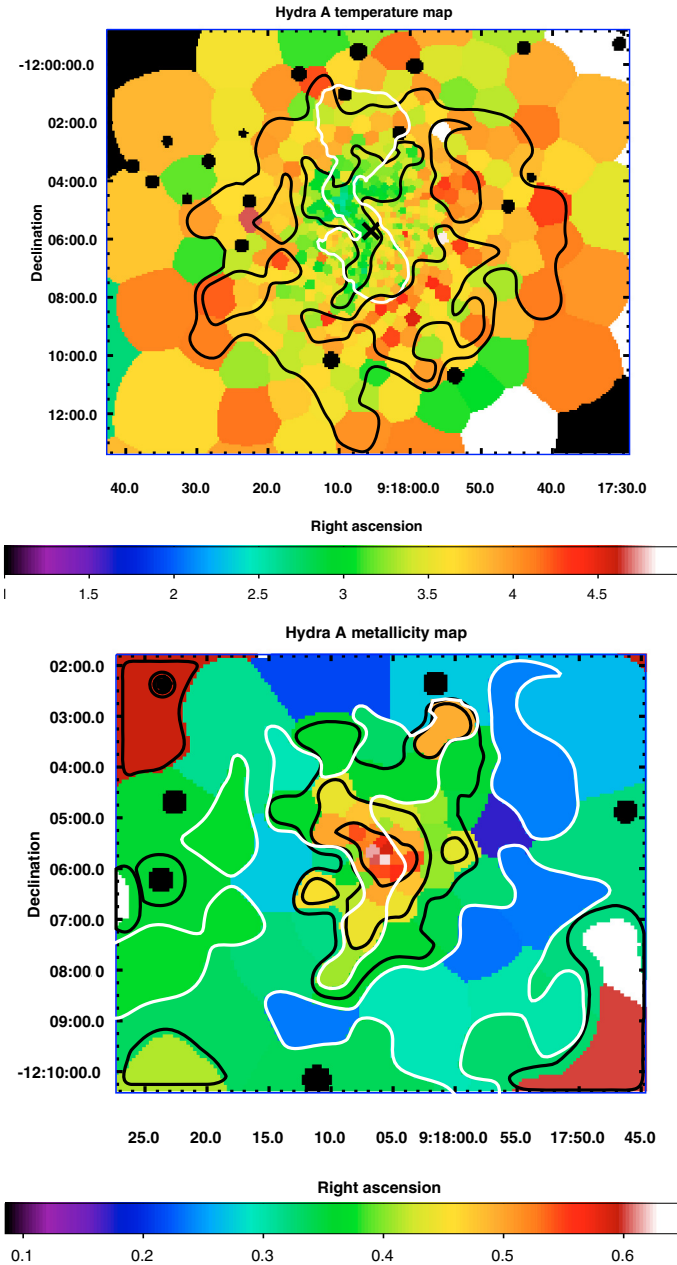 Hydra A temperature map
-12:00:00.0
02:00.0
04:00.0
06:00.0
08:00.0
10:00.0
12:00.0
Declination
40.0 30.0 20.0 10.0 9:18:00.0 50.0 40.0 17:30.0
Right ascension
1.5 2 2.5 3 3.5 4 4.5
Hydra A metallicity map
02:00.0
03:00.0
04:00.0
05:00.0
06:00.0
07:00.0
08:00 0
09:00.0
-12:10:00.0
Declination
25.0 20.0 15.0 10.0 05.0 9:18:00.0 55.0 17:50.0 45.0
Right ascension
0.1 0.2 0.3 0.4 0.5 0.6